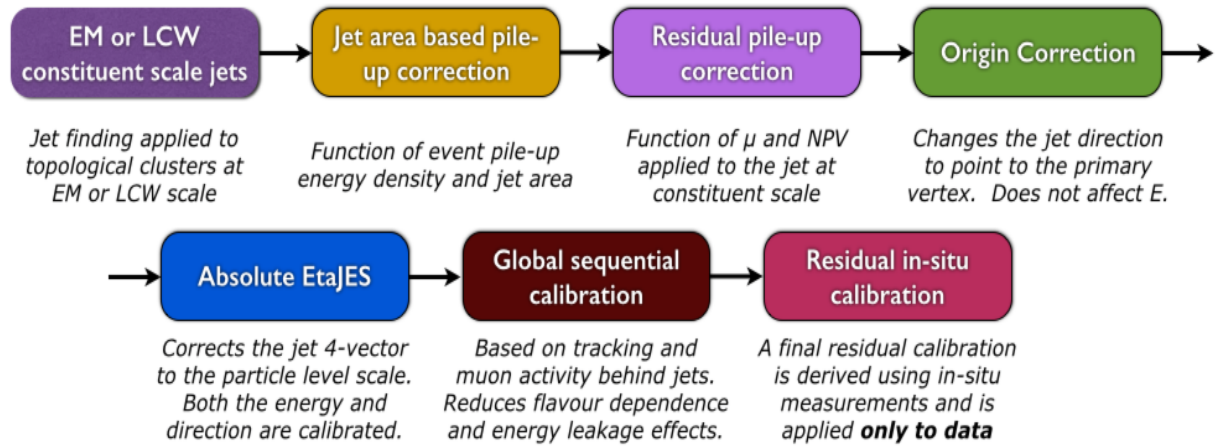 EM or LCW
constituent scale jets
Jet area based pile-
up correction
Residual pile-up
correction
Origin Correction
Jet finding applied to
topological clusters at
EM or LCW scale
Function of event pile-up
energy density and jet area
Function of µ and NPV
applied to the jet at
constituent scale
Changes the jet direction
to point to the primary
vertex. Does not affect E.
Absolute EtaJES
Global sequential
calibration
Residual in-situ
calibration
Corrects the jet 4-vector
to the particle level scale.
Both the energy and
direction are calibrated.
Based on tracking and
muon activity behind jets.
Reduces flavour dependence
and energy leakage effects.
A final residual calibration
is derived using in-situ
measurements and is
applied only to data